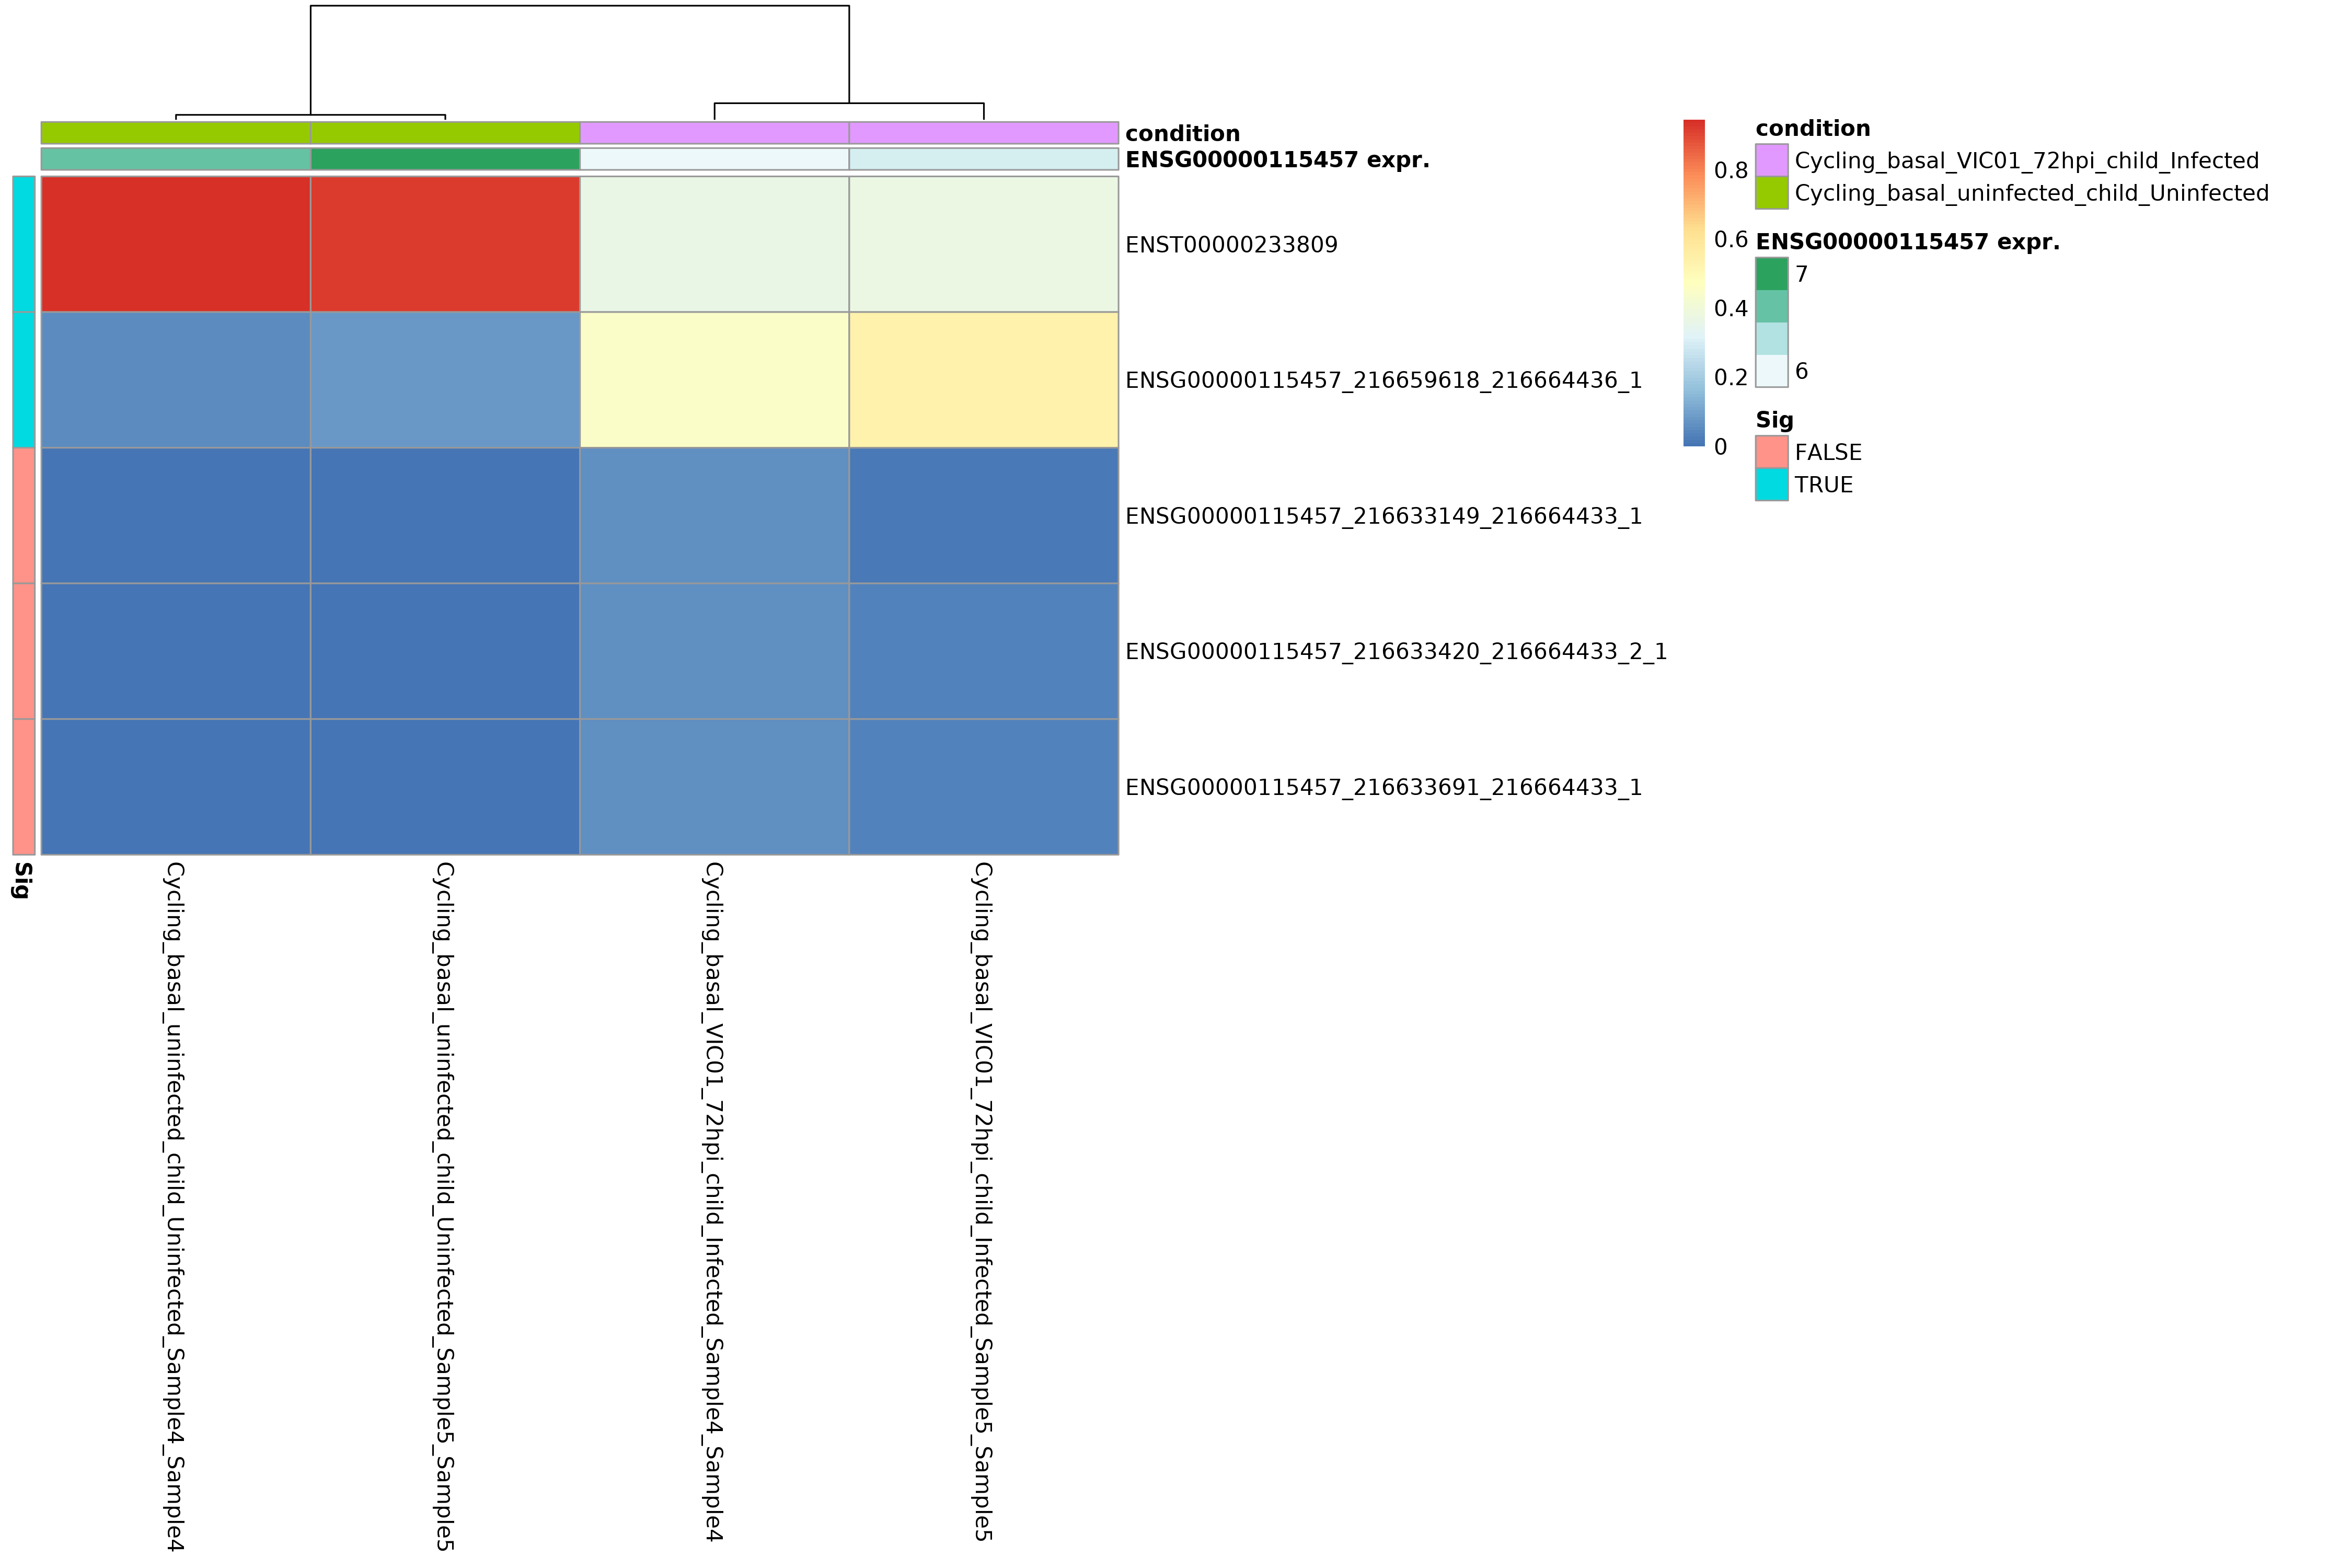 condition
ENSG00000115457 expr.
ENST00000233809
ENSG00000115457_216659618_216664436_1
ENSG00000115457_216633149_216664433_1
ENSG00000115457_216633420_216664433_2_1
ENSG00000115457_216633691_216664433_1
Sig
Cycling_basal_uninfected_child_Uninfected_Sample4_Sample4
Cycling_basal_uninfected_child_Uninfected_Sample5_Sample5
Cycling_basal_VIC01_72hpi_child_Infected_Sample4_Sample4
Cycling_basal_VIC01_72hpi_child_Infected_Sample5_Sample5
0.8
0.6
0.4
0.2
0
condition
Cycling_basal_VIC01_72hpi_child_Infected
Cycling_basal_uninfected_child_Uninfected
ENSG00000115457 expr.
7
6
Sig
FALSE
TRUE